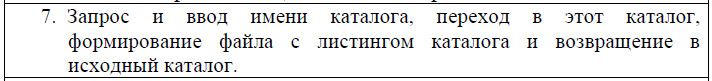 7. Запрос и ввод имени каталога, переход в этот каталог,
формирование файла с листингом каталога и возвращение в
исходный каталог.